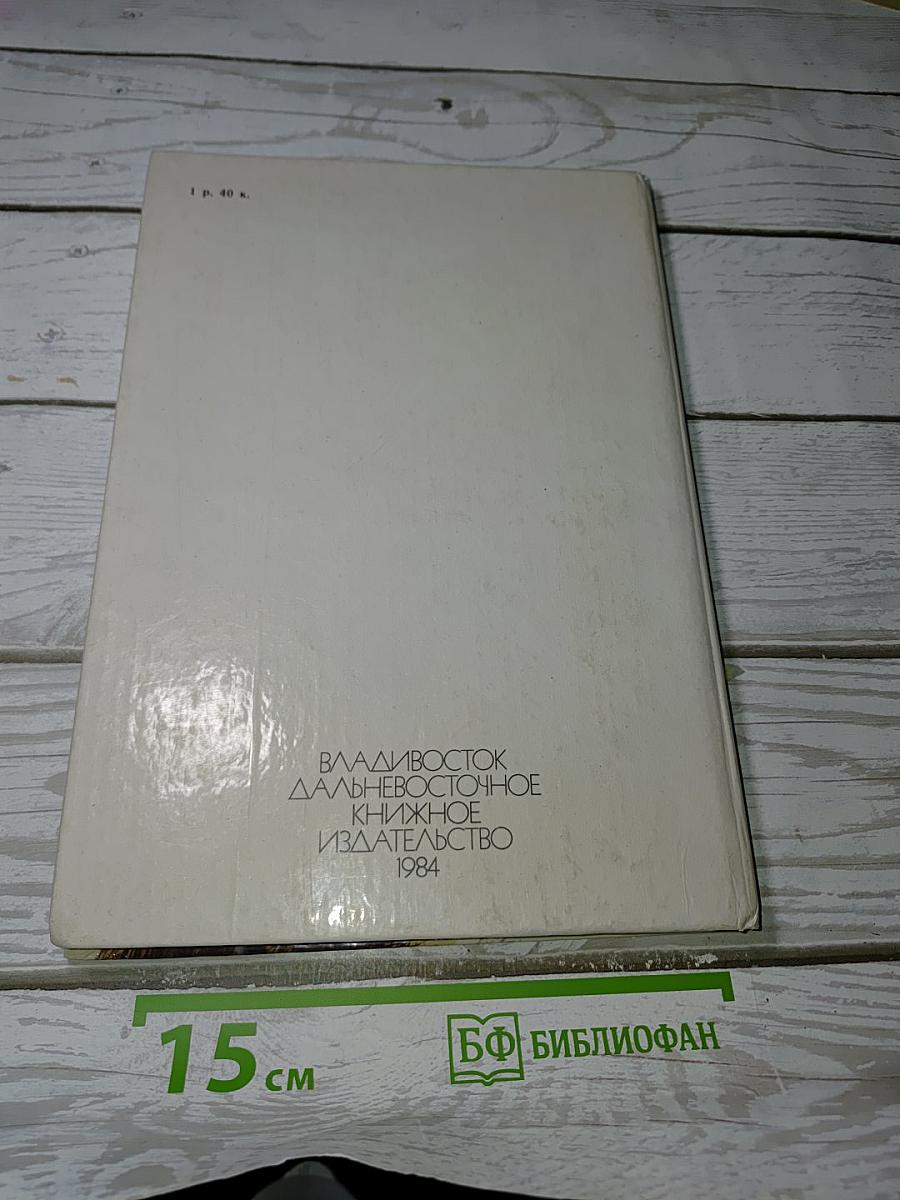 1 р. 40 к.
ВЛАДИВОСТОК
ДАЛЬНЕВОСТОЧНОЕ
КНИЖНОЕ
ИЗДАТЕЛЬСТВО
1984
15 см
БФ БИБЛИОФАН